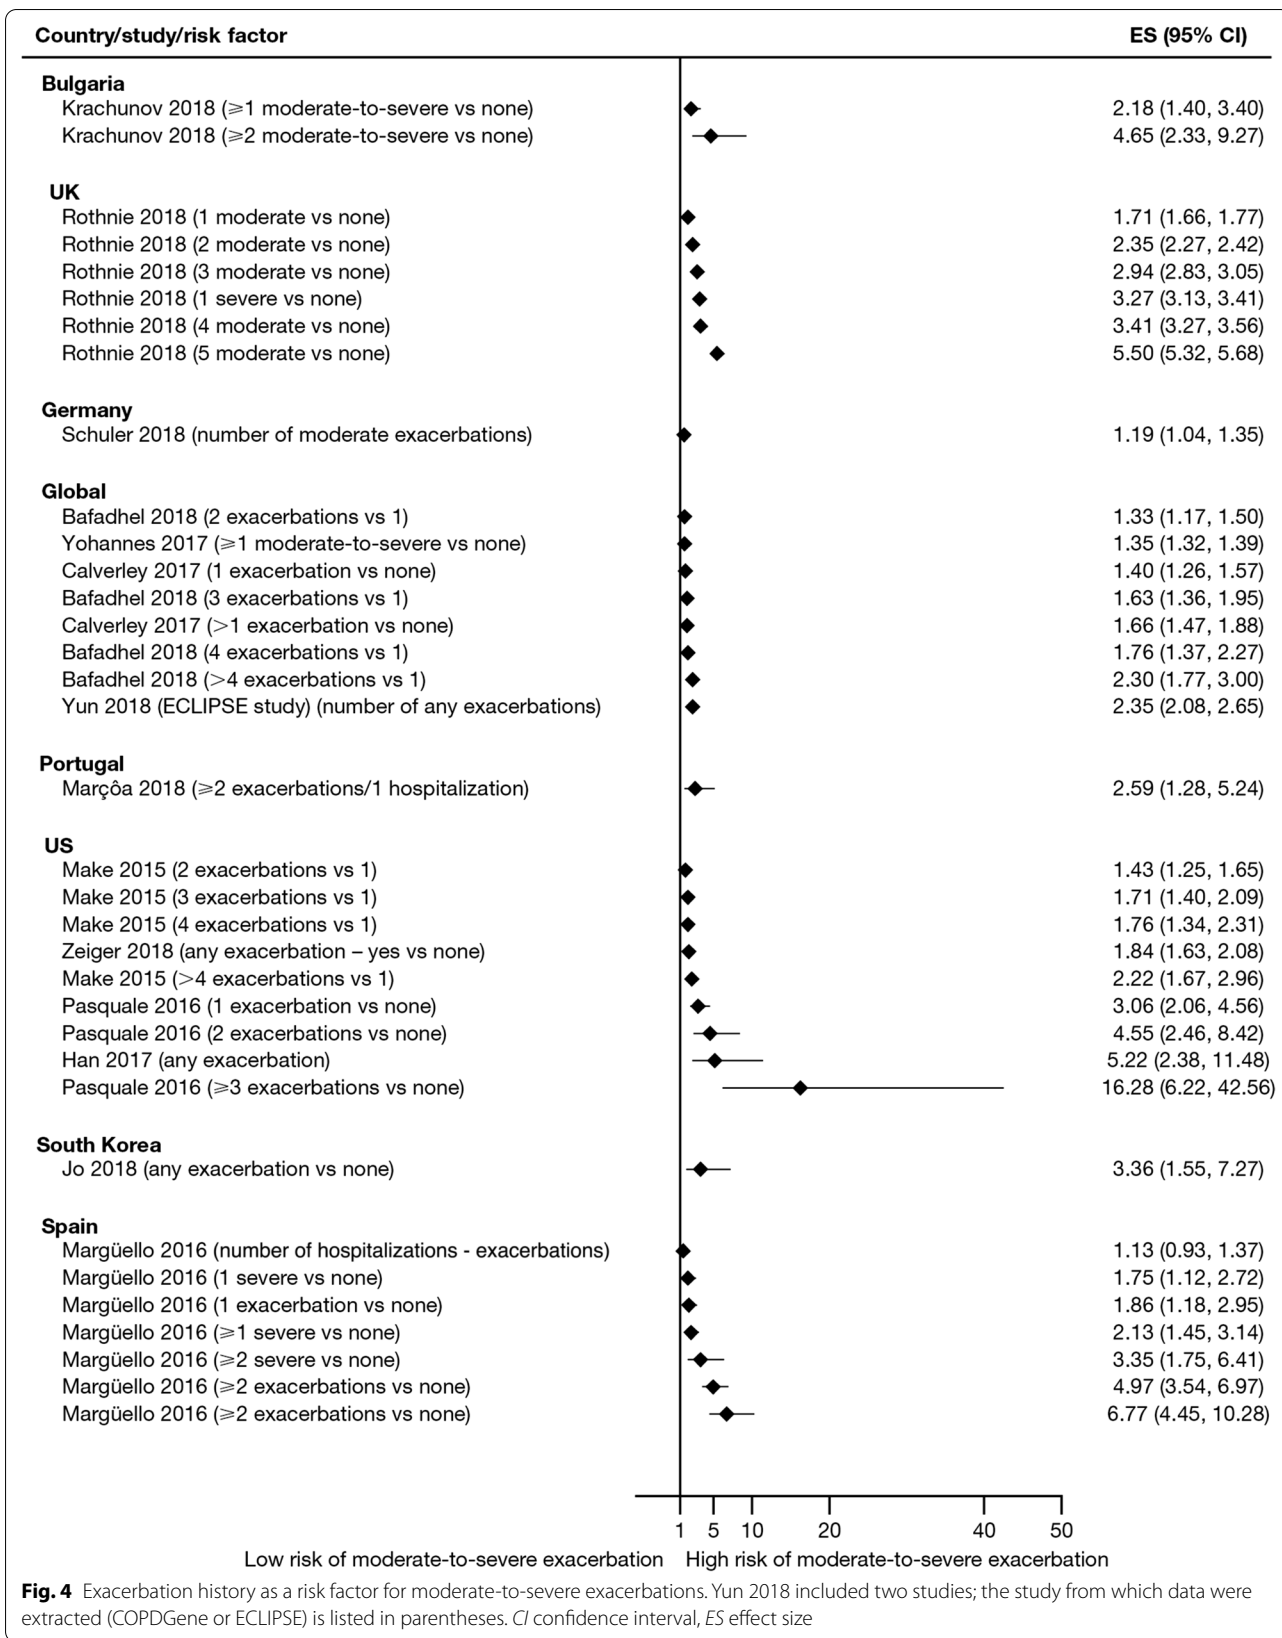 Country/study/risk factor ES (95% CI)
Bulgaria
Krachunov 2018 (⩾1 moderate-to-severe vs none) 2.18 (1.40, 3.40)
Krachunov 2018 (⩾2 moderate-to-severe vs none) 4.65 (2.33, 9.27)
UK
Rothnie 2018 (1 moderate vs none) 1.71 (1.66, 1.77)
Rothnie 2018 (2 moderate vs none) 2.35 (2.27, 2.42)
Rothnie 2018 (3 moderate vs none) 2.94 (2.83, 3.05)
Rothnie 2018 (1 severe vs none) 3.27 (3.13, 3.41)
Rothnie 2018 (4 moderate vs none) 3.41 (3.27, 3.56)
Rothnie 2018 (5 moderate vs none) 5.50 (5.32, 5.68)
Germany
Schuler 2018 (number of moderate exacerbations) 1.19 (1.04, 1.35)
Global
Bafadhel 2018 (2 exacerbations vs 1) 1.33 (1.17, 1.50)
Yohannes 2017 (⩾1 moderate-to-severe vs none) 1.35 (1.32, 1.39)
Calverley 2017 (1 exacerbation vs none) 1.40 (1.26, 1.57)
Bafadhel 2018 (3 exacerbations vs 1) 1.63 (1.36, 1.95)
Calverley 2017 (>1 exacerbation vs none) 1.66 (1.47, 1.88)
Bafadhel 2018 (4 exacerbations vs 1) 1.76 (1.37, 2.27)
Bafadhel 2018 (>4 exacerbations vs 1) 2.30 (1.77, 3.00)
Yun 2018 (ECLIPSE study) (number of any exacerbations) 2.35 (2.08, 2.65)
Portugal
Marçôa 2018 (⩾2 exacerbations/1 hospitalization) 2.59 (1.28, 5.24)
US
Make 2015 (2 exacerbations vs 1) 1.43 (1.25, 1.65)
Make 2015 (3 exacerbations vs 1) 1.71 (1.40, 2.09)
Make 2015 (4 exacerbations vs 1) 1.76 (1.34, 2.31)
Zeiger 2018 (any exacerbation – yes vs none) 1.84 (1.63, 2.08)
Make 2015 (>4 exacerbations vs 1) 2.22 (1.67, 2.96)
Pasquale 2016 (1 exacerbation vs none) 3.06 (2.06, 4.56)
Pasquale 2016 (2 exacerbations vs none) 4.55 (2.46, 8.42)
Han 2017 (any exacerbation) 5.22 (2.38, 11.48)
Pasquale 2016 (⩾3 exacerbations vs none) 16.28 (6.22, 42.56)
South Korea
Jo 2018 (any exacerbation vs none) 3.36 (1.55, 7.27)
Spain
Margüello 2016 (number of hospitalizations - exacerbations) 1.13 (0.93, 1.37)
Margüello 2016 (1 severe vs none) 1.75 (1.12, 2.72)
Margüello 2016 (1 exacerbation vs none) 1.86 (1.18, 2.95)
Margüello 2016 (⩾1 severe vs none) 2.13 (1.45, 3.14)
Margüello 2016 (⩾2 severe vs none) 3.35 (1.75, 6.41)
Margüello 2016 (⩾2 exacerbations vs none) 4.97 (3.54, 6.97)
Margüello 2016 (⩾2 exacerbations vs none) 6.77 (4.45, 10.28)
1 5 10 20 40 50
Low risk of moderate-to-severe exacerbation High risk of moderate-to-severe exacerbation
Fig. 4 Exacerbation history as a risk factor for moderate-to-severe exacerbations. Yun 2018 included two studies; the study from which data were
extracted (COPDGene or ECLIPSE) is listed in parentheses. CI confidence interval, ES effect size